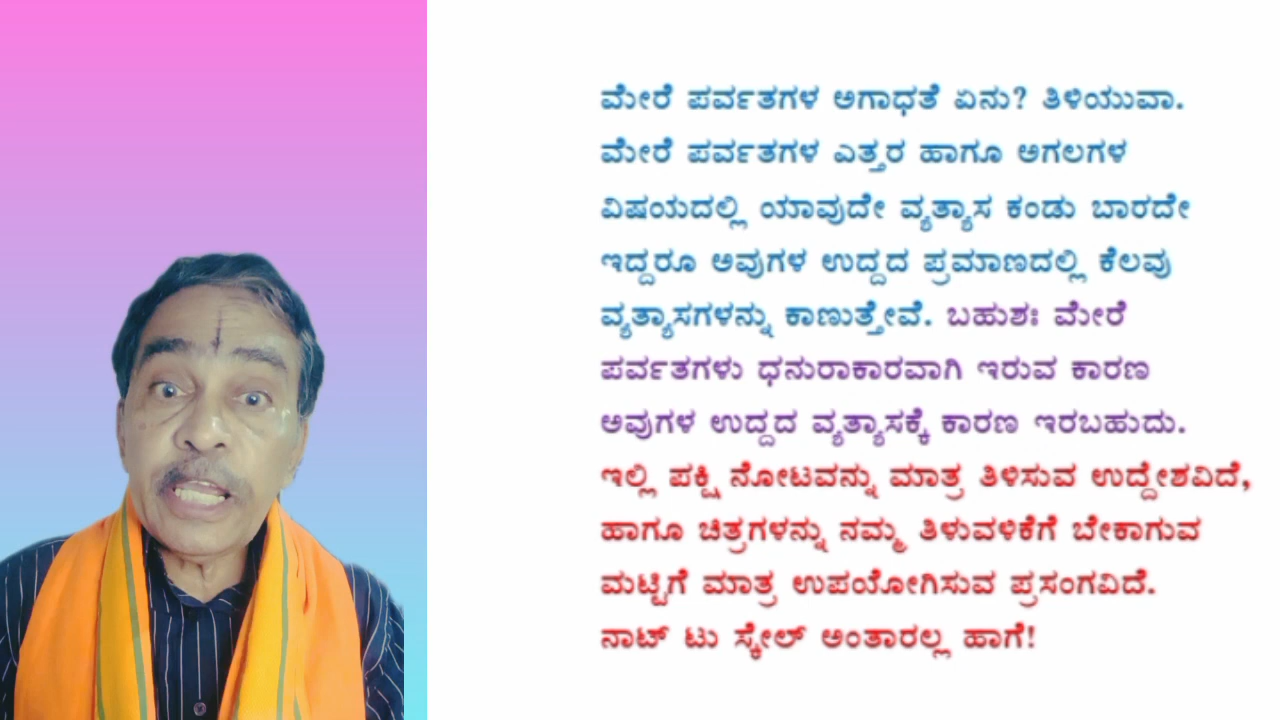 ಮೇರೆ ಪರ್ವತಗಳ ಅಗಾಧತೆ ಏನು? ತಿಳಿಯುವಾ.
ಮೇರೆ ಪರ್ವತಗಳ ಎತ್ತರ ಹಾಗೂ ಅಗಲಗಳ
ವಿಷಯದಲ್ಲಿ ಯಾವುದೇ ವ್ಯತ್ಯಾಸ ಕಂಡು ಬಾರದೇ
ಇದ್ದರೂ ಅವುಗಳ ಉದ್ದದ ಪ್ರಮಾಣದಲ್ಲಿ ಕೆಲವು
ವ್ಯತ್ಯಾಸಗಳನ್ನು ಕಾಣುತ್ತೇವೆ. ಬಹುಶಃ ಮೇರೆ
ಪರ್ವತಗಳು ಧನುರಾಕಾರವಾಗಿ ಇರುವ ಕಾರಣ
ಅವುಗಳ ಉದ್ದದ ವ್ಯತ್ಯಾಸಕ್ಕೆ ಕಾರಣ ಇರಬಹುದು.
ಇಲ್ಲಿ ಪಕ್ಷಿ ನೋಟವನ್ನು ಮಾತ್ರ ತಿಳಿಸುವ ಉದ್ದೇಶವಿದೆ,
ಹಾಗೂ ಚಿತ್ರಗಳನ್ನು ನಮ್ಮ ತಿಳುವಳಿಕೆಗೆ ಬೇಕಾಗುವ
ಮಟ್ಟಿಗೆ ಮಾತ್ರ ಉಪಯೋಗಿಸುವ ಪ್ರಸಂಗವಿದೆ.
ನಾಟ್ ಟು ಸ್ಕೇಲ್ ಅಂತಾರಲ್ಲ ಹಾಗೆ!